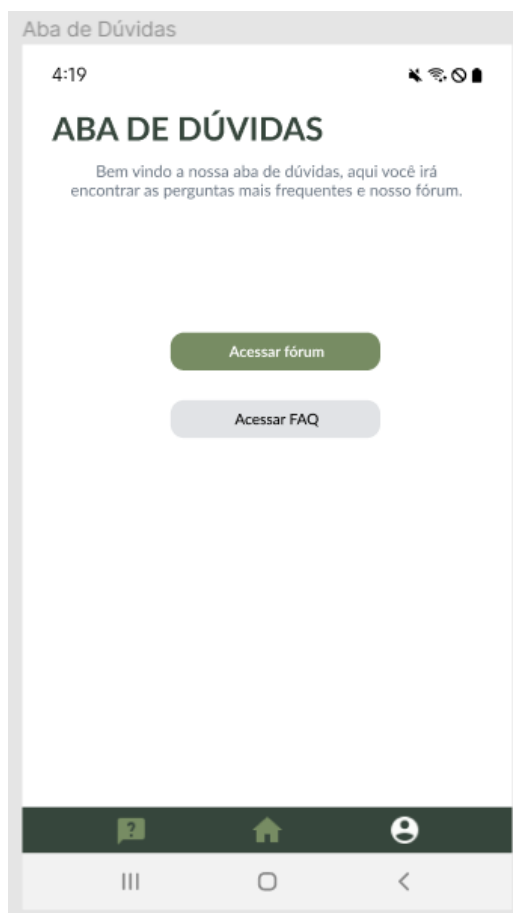 Aba de Dúvidas
4:19
ABA DE DÚVIDAS
Bem vindo a nossa aba de dúvidas, aqui você irá
encontrar as perguntas mais frequentes e nosso fórum.
Acessar fórum
Acessar FAQ
?